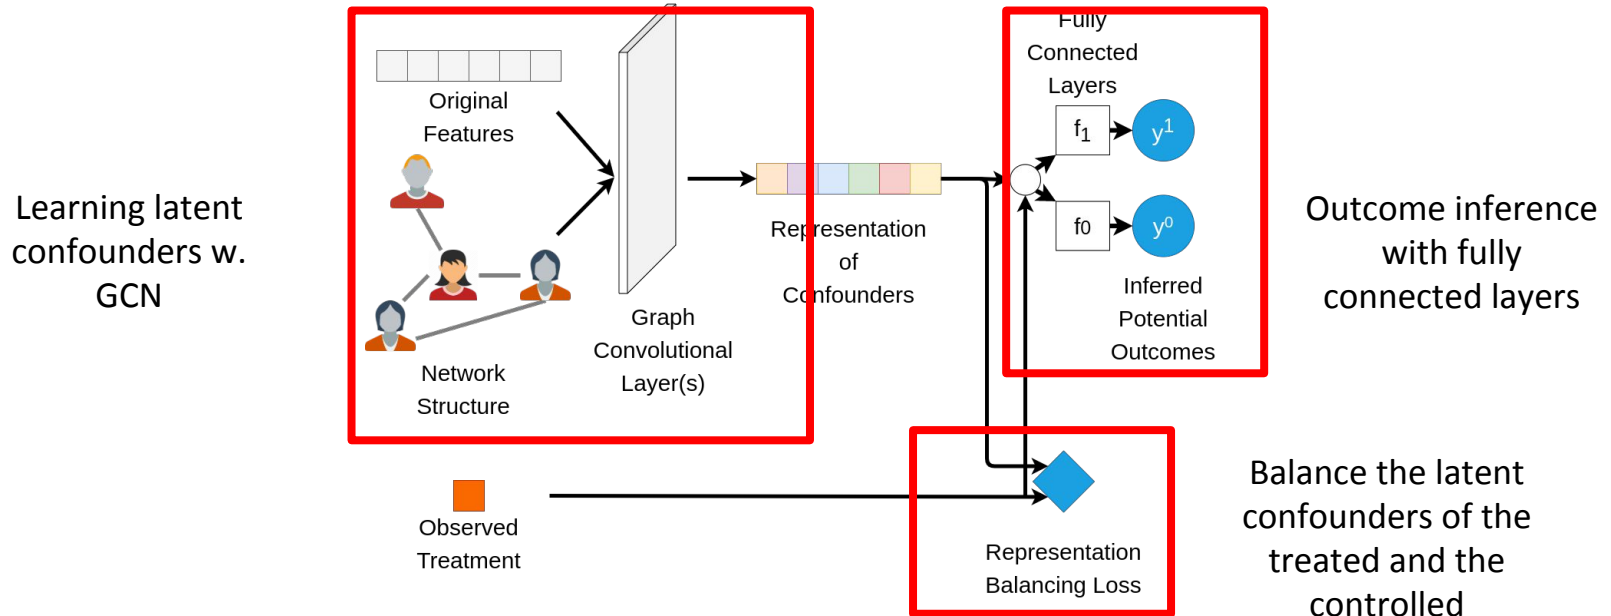 Learning latent
confounders w.
GCN
Original
Features
Network
Structure
Graph
Convolutional
Layer(s)
Representation
of
Confounders
Fully
Connected
Layers
f1
y1
f0
y0
Inferred
Potential
Outcomes
Outcome inference
with fully
connected layers
Observed
Treatment
Representation
Balancing Loss
Balance the latent
confounders of the
treated and the
controlled